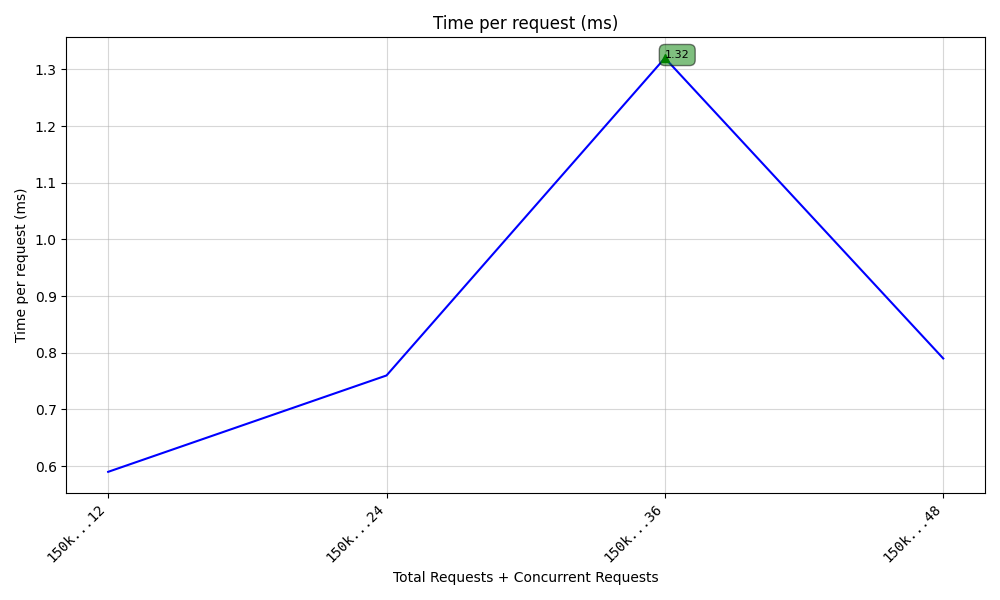 Time per request (ms)
Time per request (ms)
1.3
1.2
1.1
1.0
0.9
0.8
0.7
0.6
1.32
150k...12
150k...24
150k...36
150k...48
Total Requests + Concurrent Requests